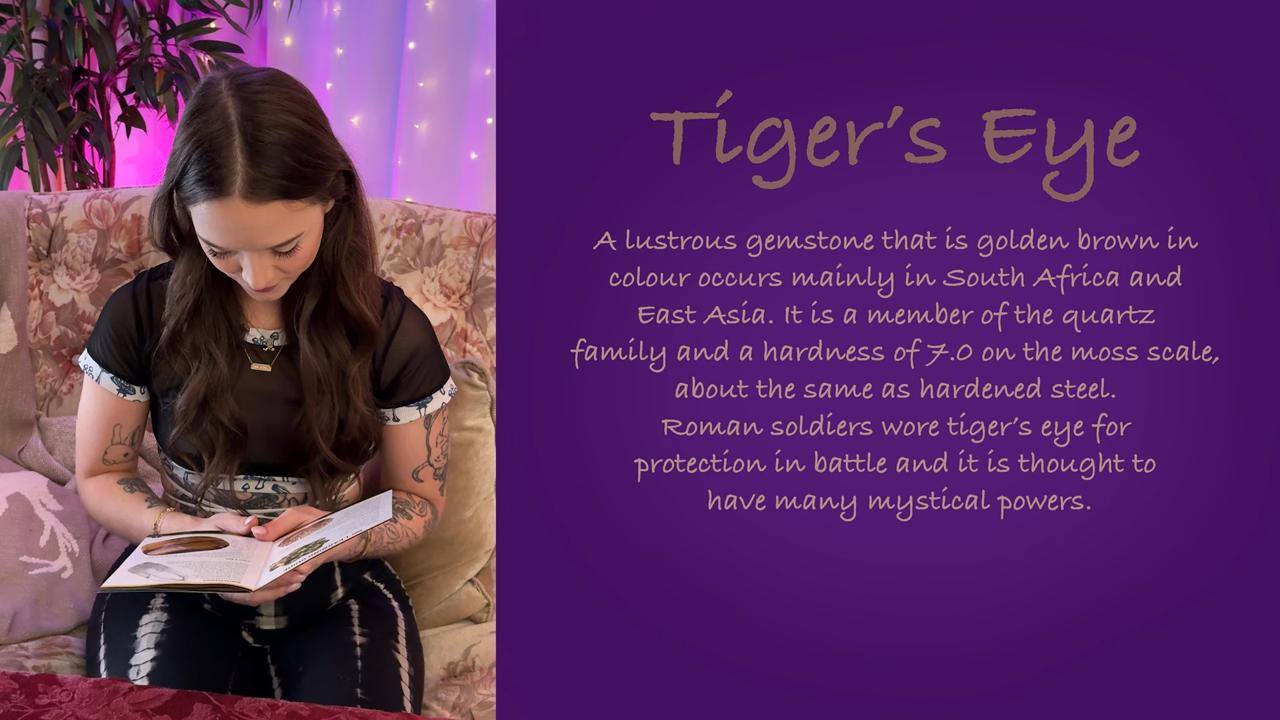 Tiger's Eye
A lustrous gemstone that is golden brown in
colour occurs mainly in South Africa and
East Asia. It is a member of the quartz
family and a hardness of 7.0 on the moss scale,
about the same as hardened steel.
Roman soldiers wore tiger's eye for
protection in battle and it is thought to
have many mystical powers.